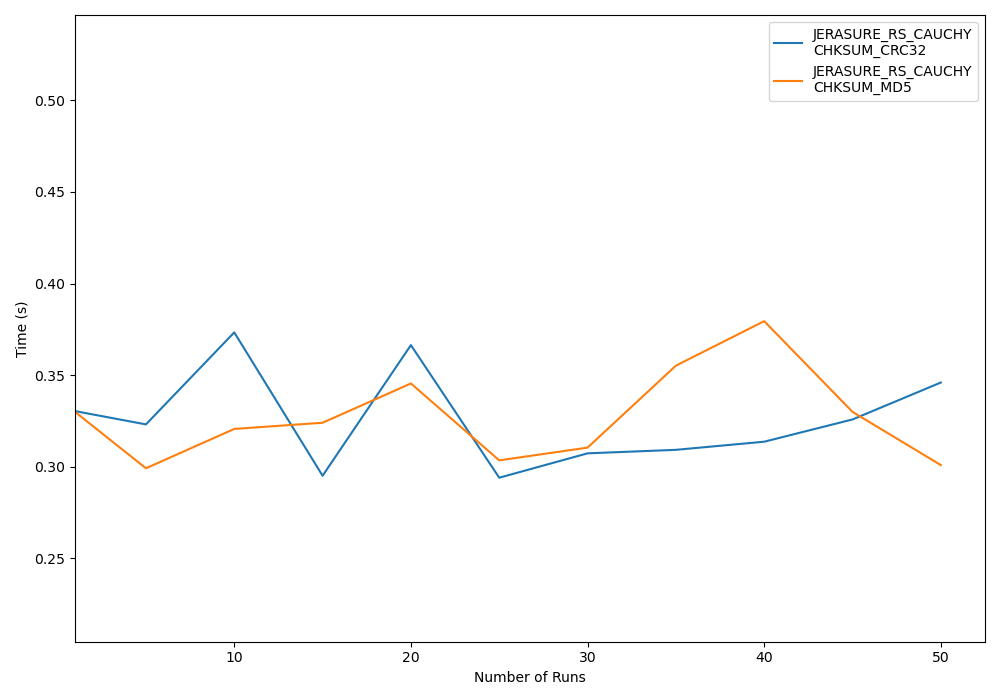 JERASURE_RS_CAUCHY
CHKSUM_CRC32
JERASURE_RS_CAUCHY
CHKSUM_MD5
0.50
0.45
0.40
0.35
0.30
0.25
Time (s)
10 20 30 40 50
Number of Runs